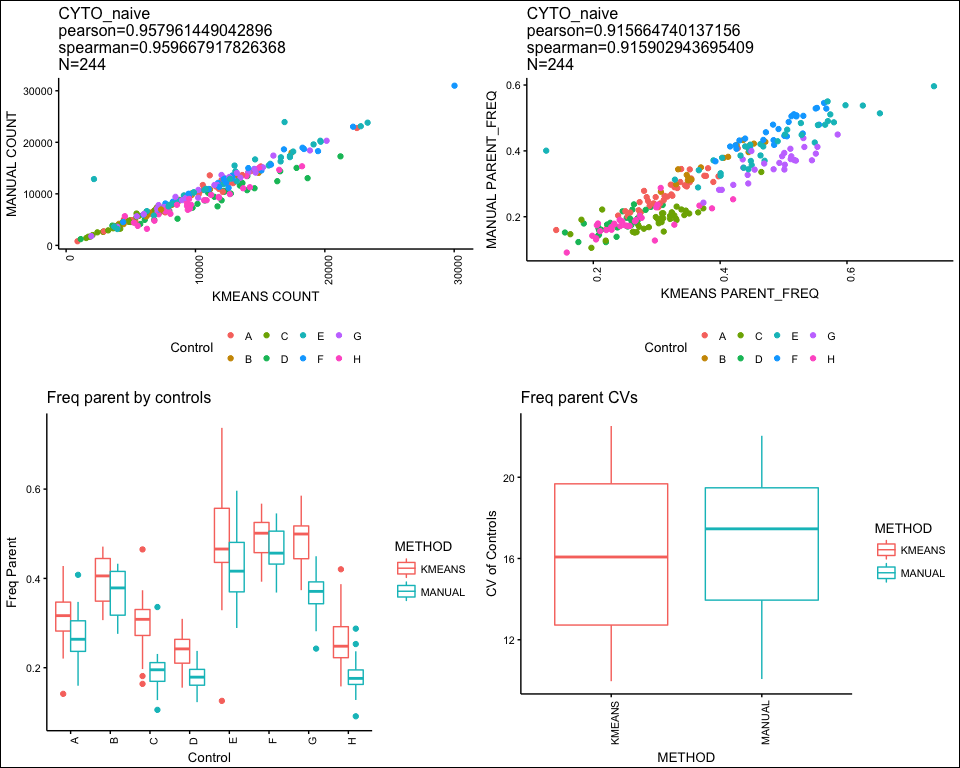 CYTO_naive
pearson=0.957961449042896
spearman=0.959667917826368
N=244
30000
20000
10000
0
MANUAL COUNT
0
10000
20000
30000
KMEANS COUNT
Control
A
C
E
G
B
D
F
H
CYTO_naive
pearson=0.915664740137156
spearman=0.915902943695409
N=244
0.6
0.4
0.2
MANUAL PARENT_FREQ
0.2
0.4
0.6
KMEANS PARENT_FREQ
Control
A
C
E
G
B
D
F
H
Freq parent by controls
0.6
0.4
0.2
Freq Parent
A
B
C
D
E
F
G
H
Control
METHOD
KMEANS
MANUAL
Freq parent CVs
20
16
12
CV of Controls
KMEANS
MANUAL
METHOD
METHOD
KMEANS
MANUAL